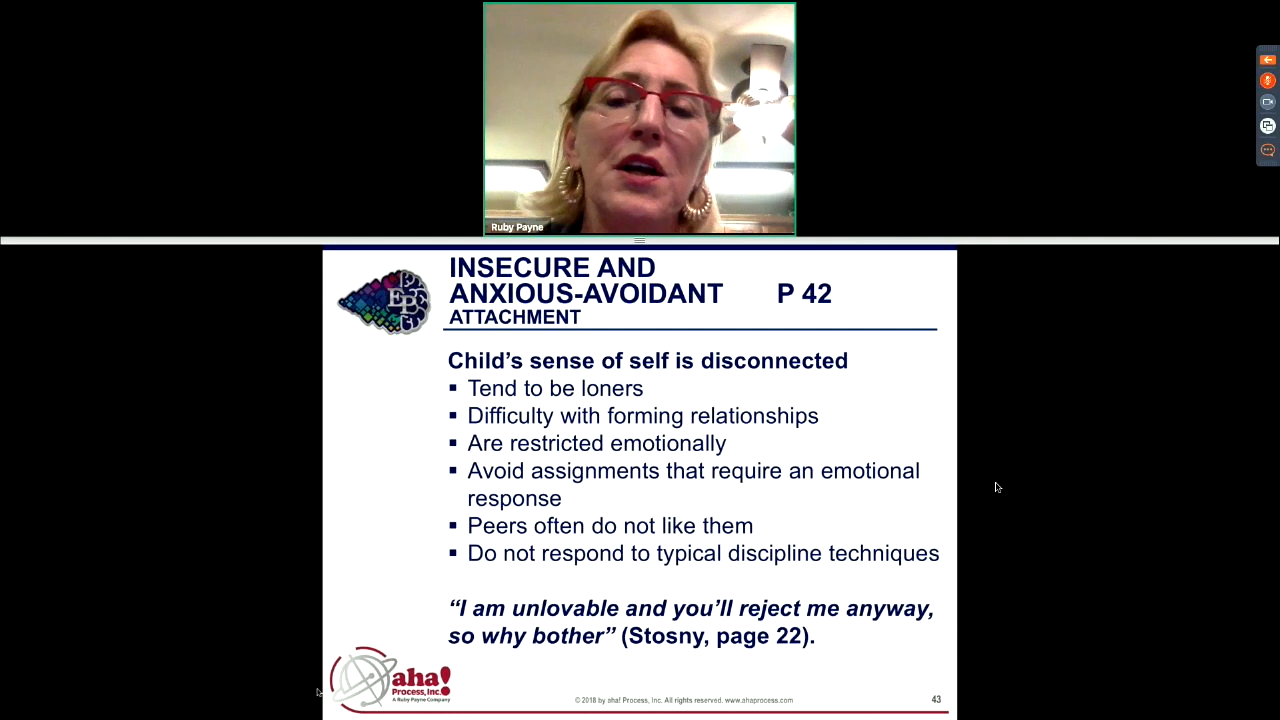 Ruby Payne
INSECURE AND
ANXIOUS-AVOIDANT P 42
ATTACHMENT
Child’s sense of self is disconnected
▪ Tend to be loners
▪ Difficulty with forming relationships
▪ Are restricted emotionally
▪ Avoid assignments that require an emotional
response
▪ Peers often do not like them
▪ Do not respond to typical discipline techniques
“I am unlovable and you’ll reject me anyway,
so why bother” (Stosny, page 22).
aha!
Process, Inc.
A Ruby Payne Company
© 2018 by aha! Process, Inc. All rights reserved. www.ahaprocess.com
43